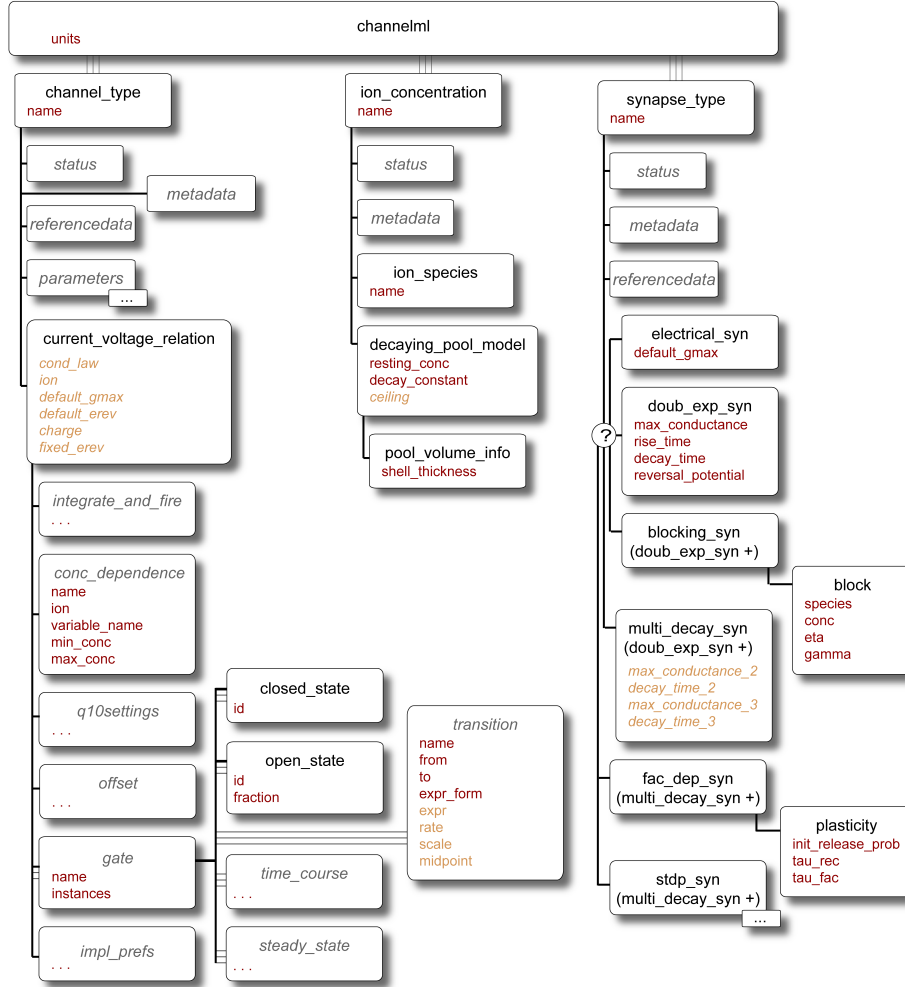 channelml
units
channel_type
name
status
metadata
referencedata
parameters
...
current_voltage_relation
cond_law
ion
default_gmax
default_erev
charge
fixed_erev
integrate_and_fire
. . .
conc_dependence
name
ion
variable_name
min_conc
max_conc
q10settings
. . .
offset
. . .
gate
name
instances
impl_prefs
. . .
closed_state
id
open_state
id
fraction
transition
name
from
to
expr_form
expr
rate
scale
midpoint
time_course
. . .
steady_state
. . .
ion_concentration
name
status
metadata
ion_species
name
decaying_pool_model
resting_conc
decay_constant
ceiling
pool_volume_info
shell_thickness
synapse_type
name
status
metadata
referencedata
?
electrical_syn
default_gmax
doub_exp_syn
max_conductance
rise_time
decay_time
reversal_potential
blocking_syn
(doub_exp_syn +)
block
species
conc
eta
gamma
multi_decay_syn
(doub_exp_syn +)
max_conductance_2
decay_time_2
max_conductance_3
decay_time_3
fac_dep_syn
(multi_decay_syn +)
plasticity
init_release_prob
tau_rec
tau_fac
stdp_syn
(multi_decay_syn +)
...